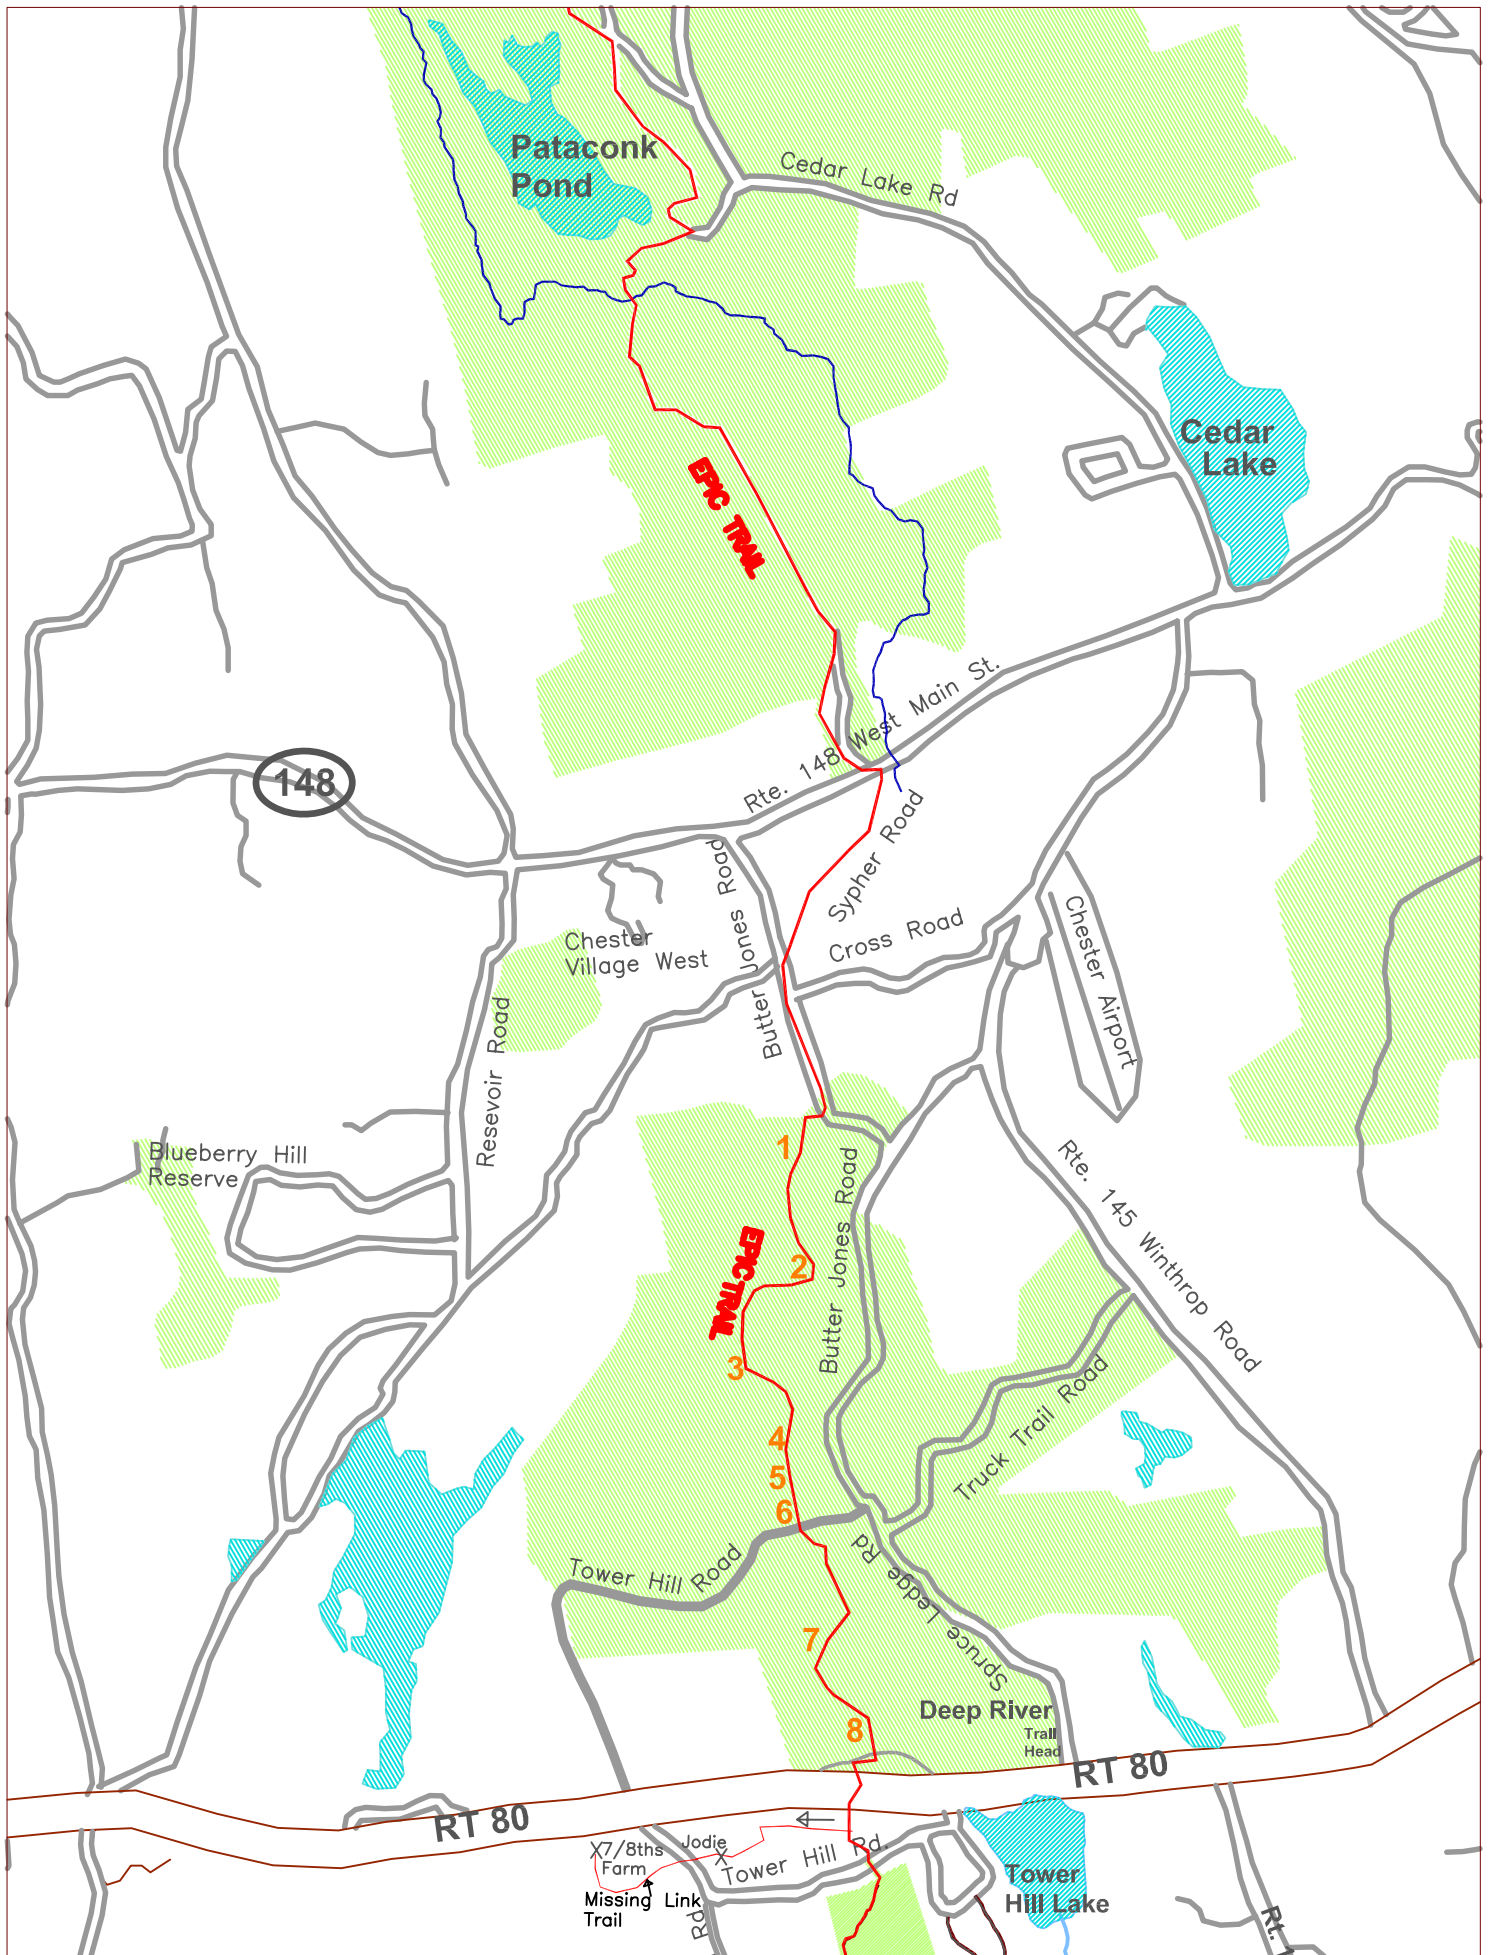 Pataconk
Pond
Cedar Lake Rd
Cedar
Lake
EPIC TRAIL
Rte. 148 West Main St.
148
Sypher Road
Butter Jones Road
Cross Road
Chester
Village West
Chester Airport
Resevoir Road
Blueberry Hill
Reserve
1
Butter Jones Road
Rte. 145 Winthrop Road
2
EPIC TRAIL
3
4
5
6
Truck Trail Road
Tower Hill Road
Spruce Ledge Rd
7
8
Deep River
Trail
Head
RT 80
RT 80
X7/8ths
Farm
Jodie
X
Tower Hill Rd.
Missing Link
Trail
Tower
Hill Lake
Rd
Rt.